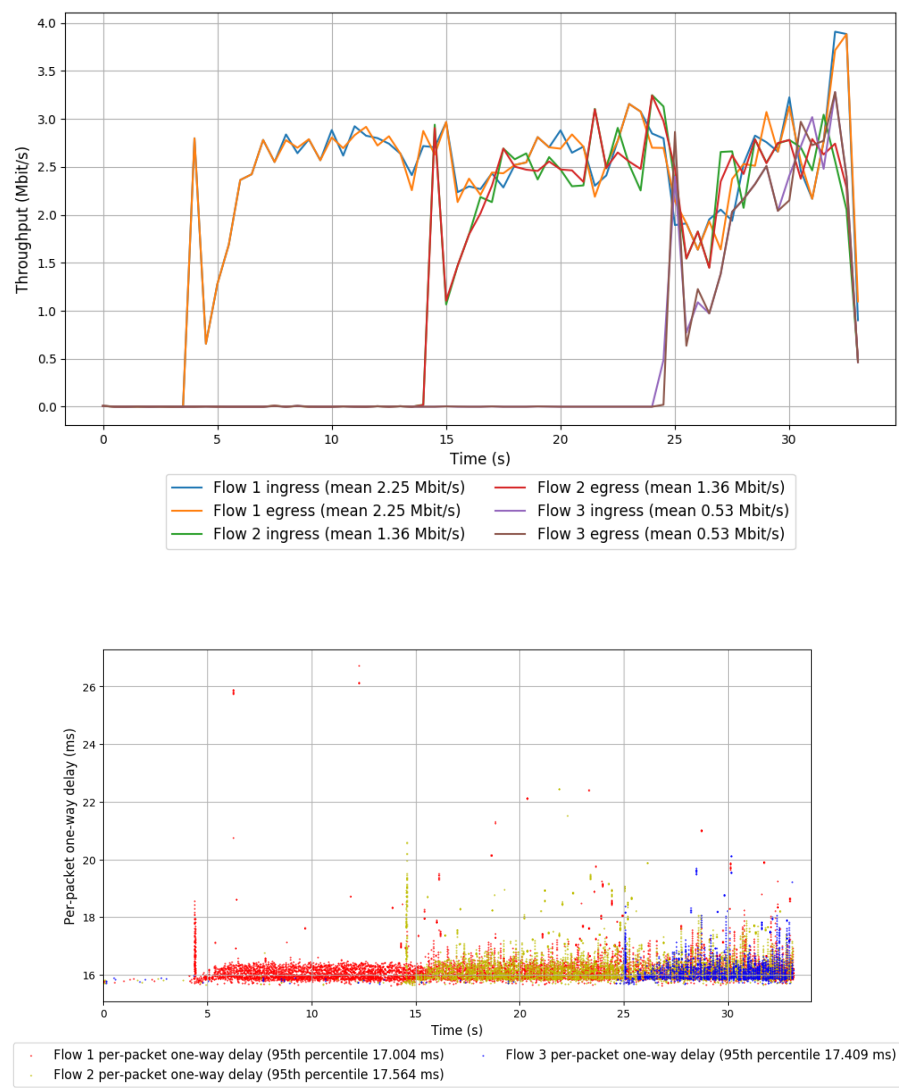 4.0
3.5
3.0
2.5
2.0
1.5
1.0
0.5
0.0
Throughput (Mbit/s)
0 5 10 15 20 25 30
Time (s)
Flow 1 ingress (mean 2.25 Mbit/s) Flow 2 egress (mean 1.36 Mbit/s)
Flow 1 egress (mean 2.25 Mbit/s) Flow 3 ingress (mean 0.53 Mbit/s)
Flow 2 ingress (mean 1.36 Mbit/s) Flow 3 egress (mean 0.53 Mbit/s)
26
24
22
20
18
16
Per-packet one-way delay (ms)
0 5 10 15 20 25 30
Time (s)
Flow 1 per-packet one-way delay (95th percentile 17.004 ms) Flow 3 per-packet one-way delay (95th percentile 17.409 ms)
Flow 2 per-packet one-way delay (95th percentile 17.564 ms)